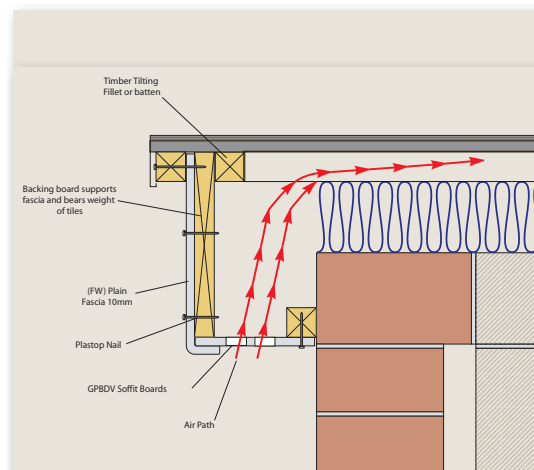 Timber Tilting
Fillet or batten
Backing board supports
fascia and bears weight
of tiles
(FW) Plain
Fascia 10mm
Plastop Nail
GPBDV Soffit Boards
Air Path